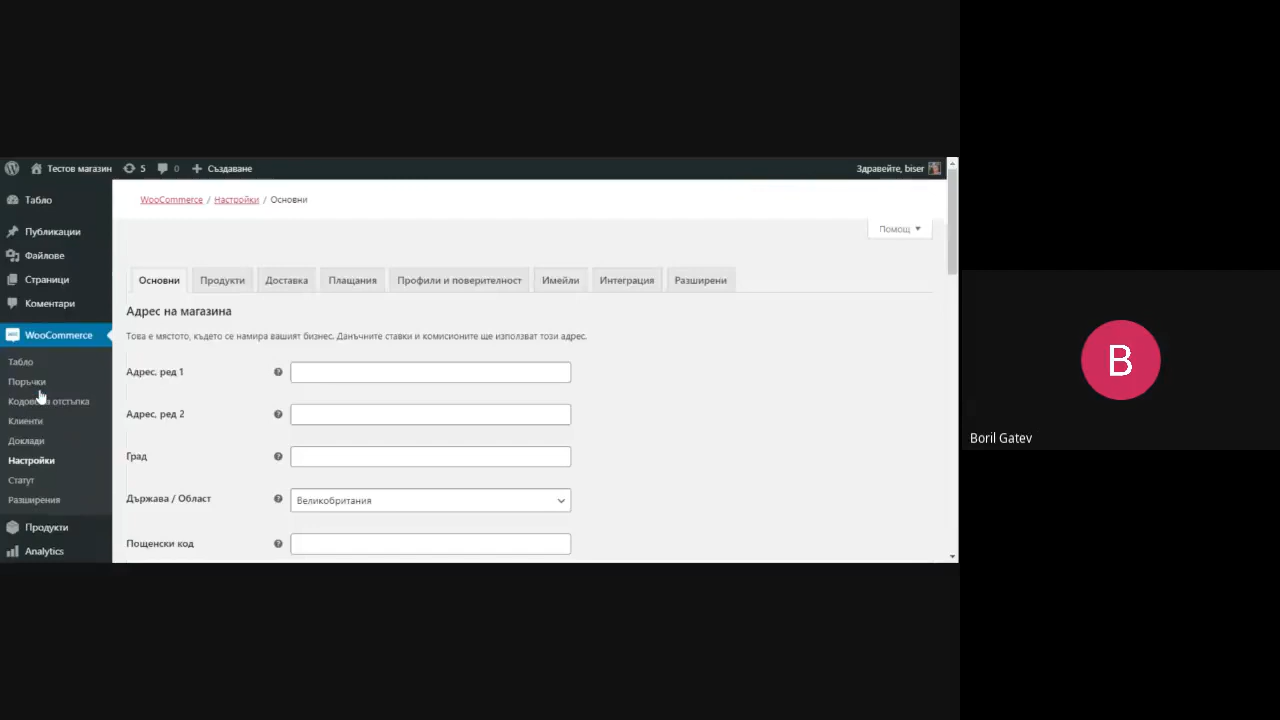 Тестов магазин 5 0 Създаване Здравейте, biser
Табло
Публикации
Файлове
Страници
Коментари
WooCommerce
Табло
Поръчки
Кодове за отстъпка
Клиенти
Доклади
Настройки
Статут
Разширения
Продукти
Analytics
WooCommerce / Настройки / Основни
Помощ
Основни Продукти Доставка Плащания Профили и поверителност Имейли Интеграция Разширени
Адрес на магазина
Това е мястото, където се намира вашият бизнес. Данъчните ставки и комисионите ще използват този адрес.
Адрес, ред 1
Адрес, ред 2
Град
Държава / Област Великобритания
Пощенски код
B
Boril Gatev